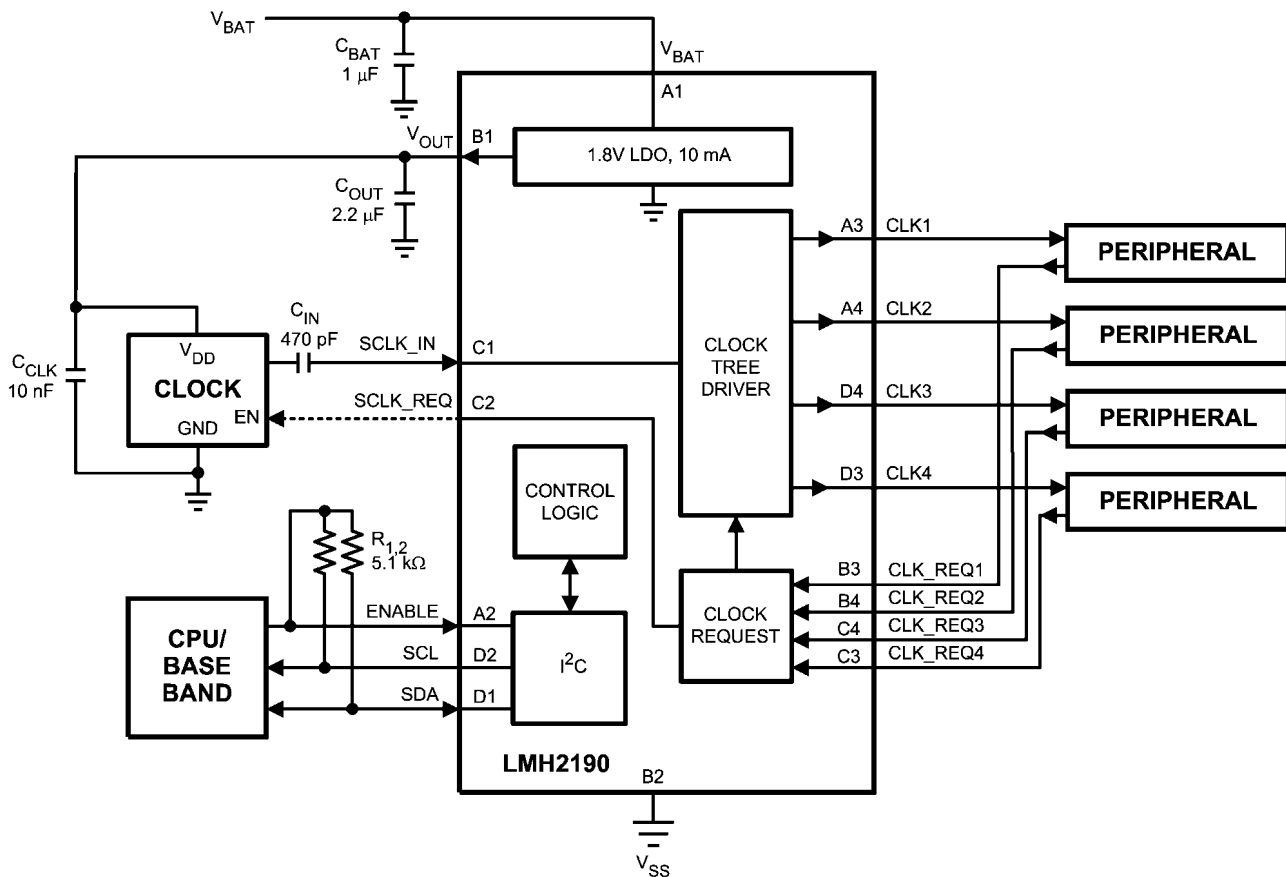 V_BAT
C_BAT
1 μF
V_BAT
A1
V_OUT
B1
1.8V LDO, 10 mA
C_OUT
2.2 μF
A3
CLK1
PERIPHERAL
C_IN
470 pF
A4
CLK2
PERIPHERAL
V_DD
CLOCK
EN
GND
C_CLK
10 nF
SCLK_IN
C1
CLOCK
TREE
DRIVER
SCLK_REQ
C2
D4
CLK3
PERIPHERAL
D3
CLK4
PERIPHERAL
CONTROL
LOGIC
R_1,2
5.1 kΩ
B3
CLK_REQ1
B4
CLK_REQ2
C4
CLK_REQ3
C3
CLK_REQ4
CLOCK
REQUEST
CPU/
BASE
BAND
ENABLE
A2
SCL
D2
SDA
D1
I²C
LMH2190
B2
V_SS